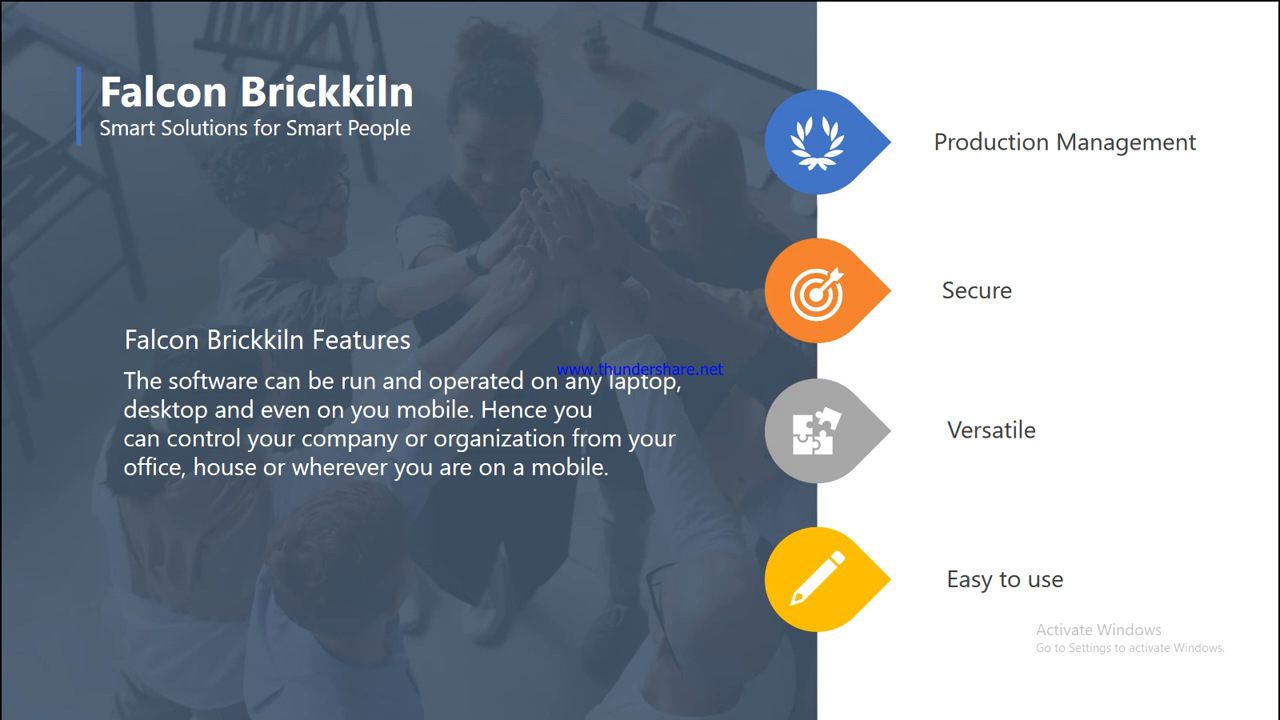 Falcon Brickkiln
Smart Solutions for Smart People
Production Management
Secure
Falcon Brickkiln Features
www.thundershare.net
The software can be run and operated on any laptop,
desktop and even on you mobile. Hence you
can control your company or organization from your
office, house or wherever you are on a mobile.
Versatile
Easy to use
Activate Windows
Go to Settings to activate Windows.